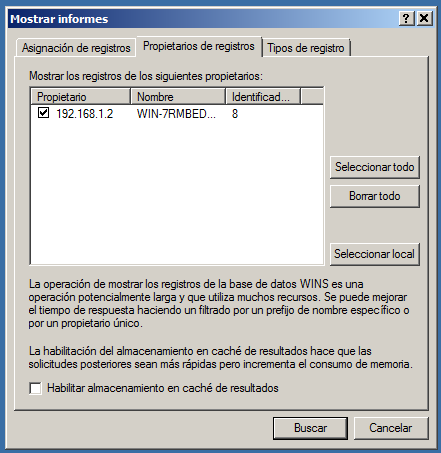 Mostrar informes
Asignación de registros
Propietarios de registros
Tipos de registro
Mostrar los registros de los siguientes propietarios:
Propietario Nombre Identificad...
192.168.1.2 WIN-7RMBED... 8
Seleccionar todo
Borrar todo
Seleccionar local
La operación de mostrar los registros de la base de datos WINS es una
operación potencialmente larga y que utiliza muchos recursos. Se puede mejorar
el tiempo de respuesta haciendo un filtrado por un prefijo de nombre específico o
por un propietario único.
La habilitación del almacenamiento en caché de resultados hace que las
solicitudes posteriores sean más rápidas pero incrementa el consumo de memoria.
Habilitar almacenamiento en caché de resultados
Buscar
Cancelar